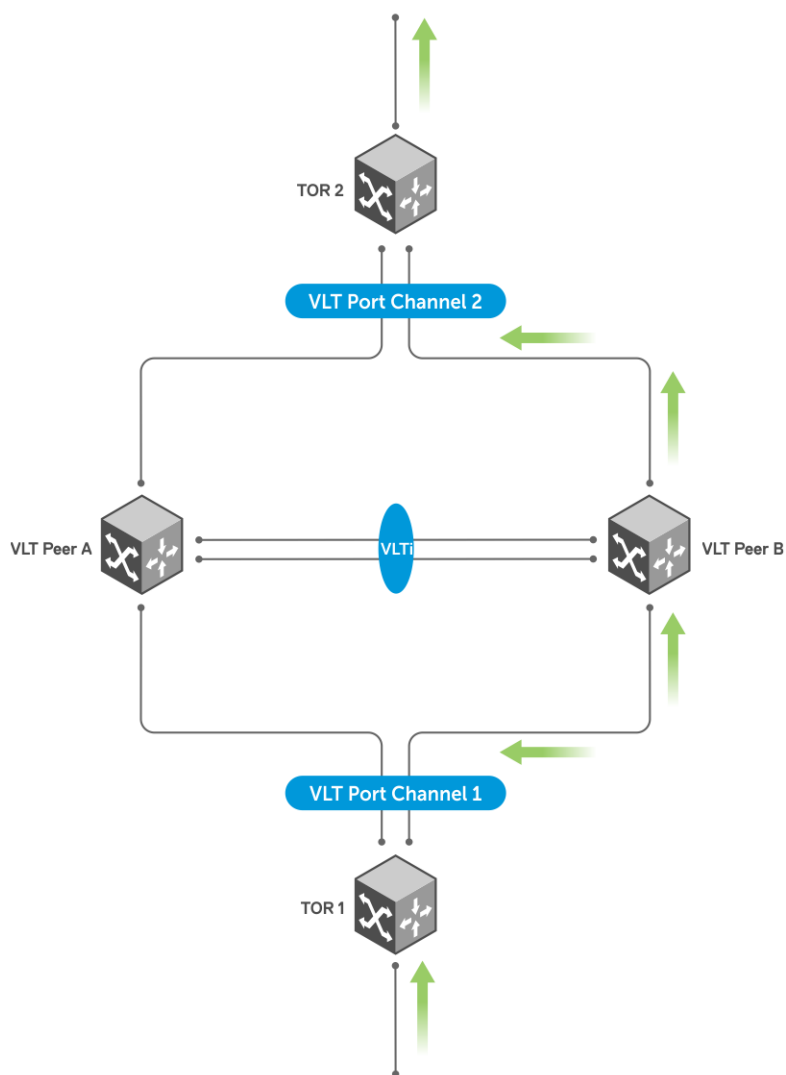 TOR 2
VLT Port Channel 2
VLT Peer A
VLTi
VLT Peer B
VLT Port Channel 1
TOR 1